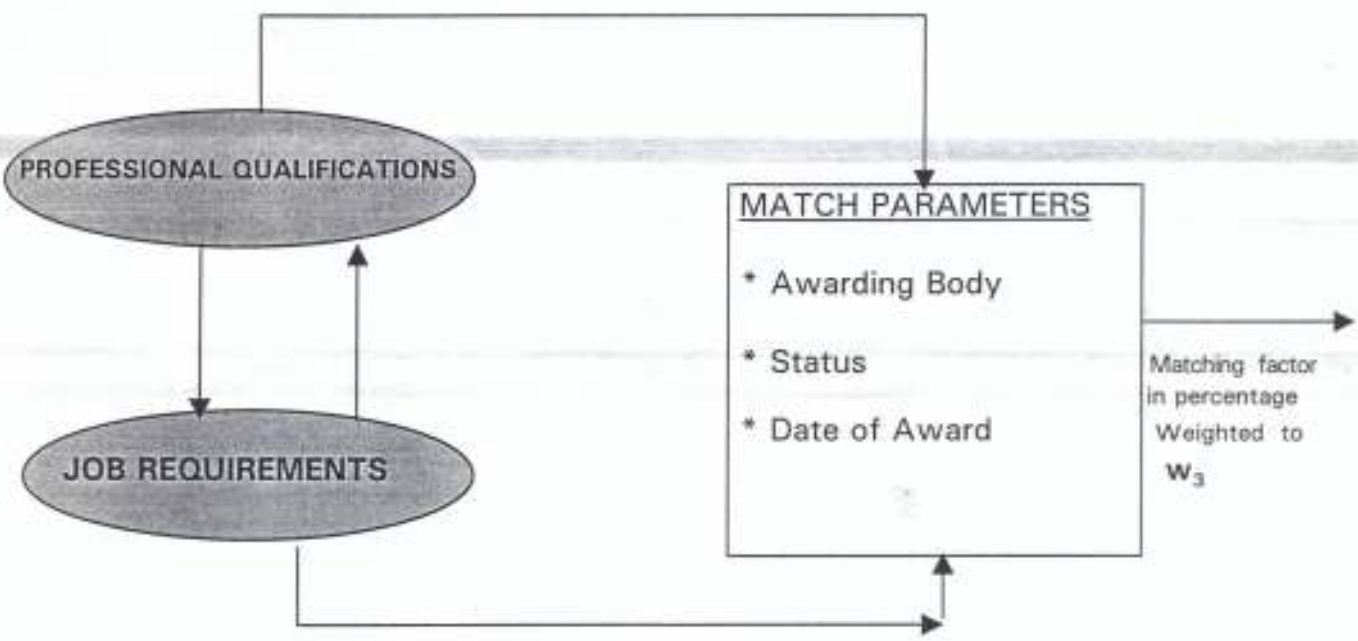 PROFESSIONAL QUALIFICATIONS
JOB REQUIREMENTS
MATCH PARAMETERS
* Awarding Body
* Status
* Date of Award
Matching factor
in percentage
Weighted to
W₃